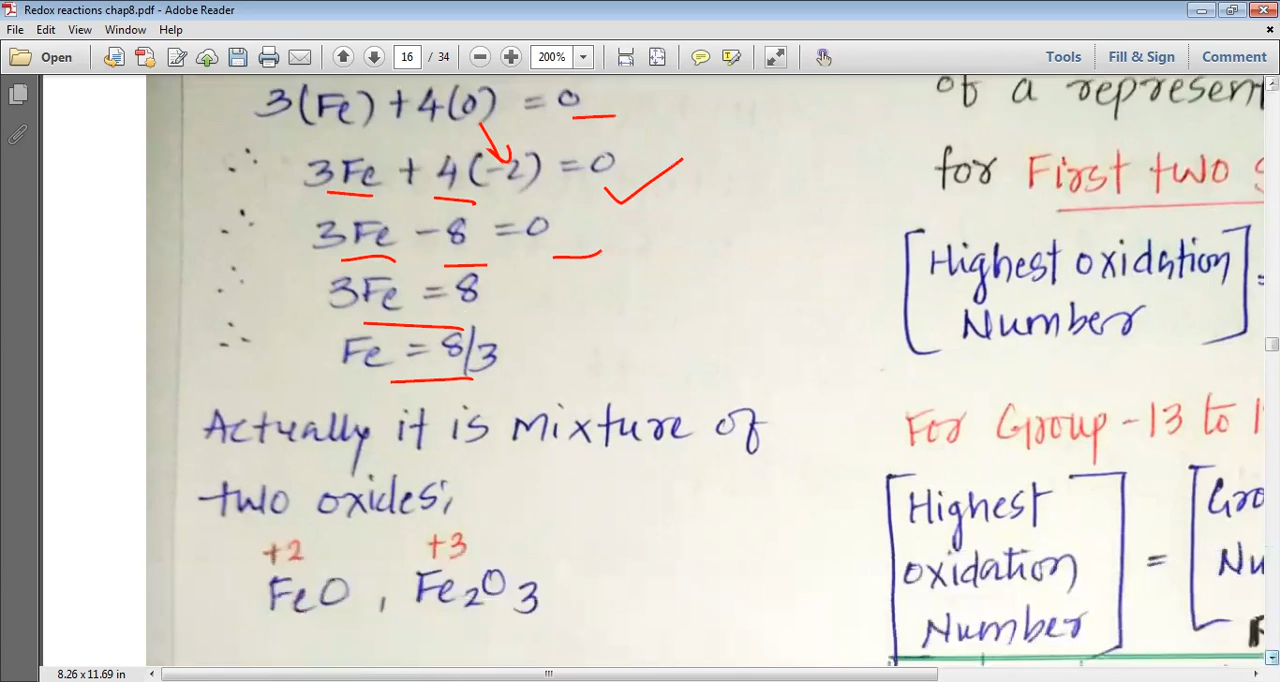 Redox reactions chap8.pdf - Adobe Reader
File Edit View Window Help
Open 16 / 34 200% Tools Fill & Sign Comment
3(Fe) + 4(O) = 0
∴ 3Fe + 4(-2) = 0
∴ 3Fe - 8 = 0
∴ 3Fe = 8
∴ Fe = 8/3
Actually it is mixture of
two oxides;
+2 +3
FeO, Fe2O3
of a represent
for First two s
[Highest oxidation
Number] =
For Group-13 to 1
[Highest
oxidation
Number] = [Gro
Nu
8.26 x 11.69 in